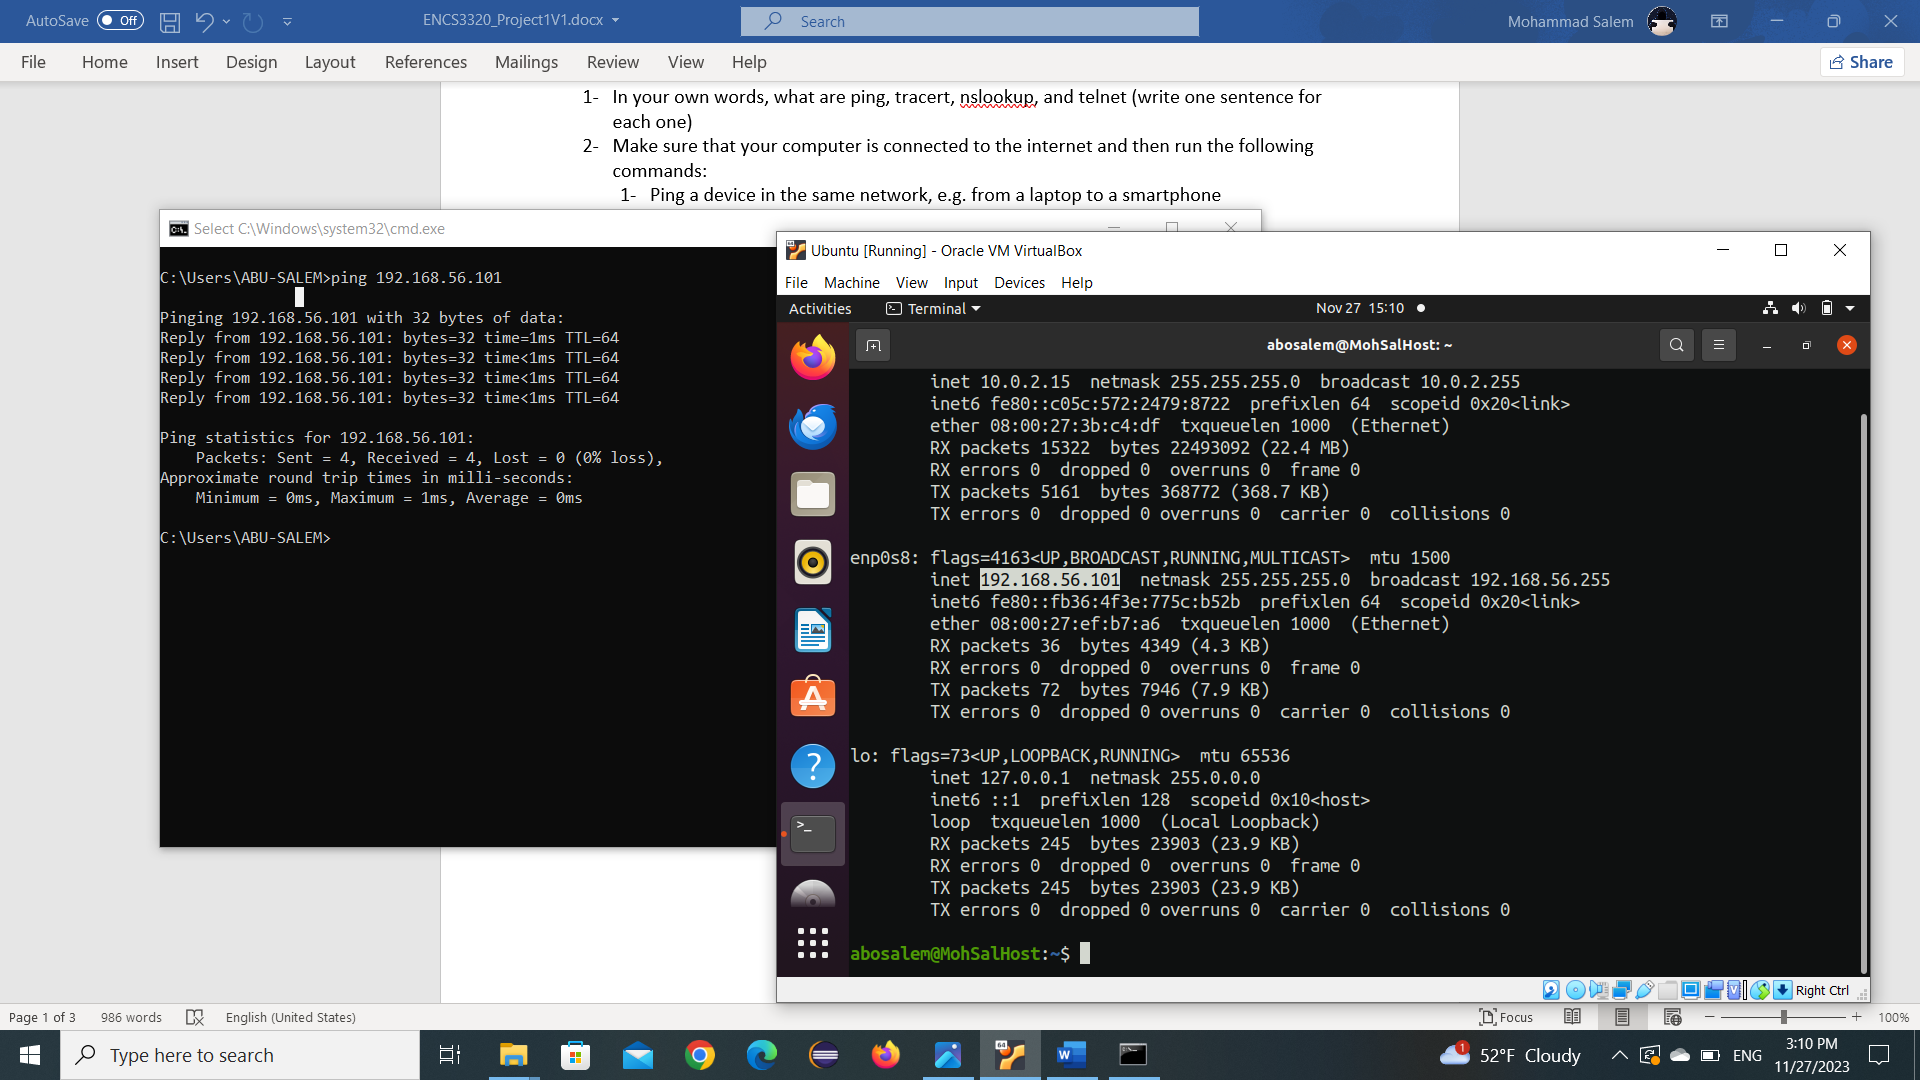 AutoSave Off ENCS3320_Project1V1.docx Search Mohammad Salem
File Home Insert Design Layout References Mailings Review View Help Share
1- In your own words, what are ping, tracert, nslookup, and telnet (write one sentence for
each one)
2- Make sure that your computer is connected to the internet and then run the following
commands:
1- Ping a device in the same network, e.g. from a laptop to a smartphone
Select C:\Windows\system32\cmd.exe
C:\Users\ABU-SALEM>ping 192.168.56.101
Pinging 192.168.56.101 with 32 bytes of data:
Reply from 192.168.56.101: bytes=32 time=1ms TTL=64
Reply from 192.168.56.101: bytes=32 time<1ms TTL=64
Reply from 192.168.56.101: bytes=32 time<1ms TTL=64
Reply from 192.168.56.101: bytes=32 time<1ms TTL=64
Ping statistics for 192.168.56.101:
Packets: Sent = 4, Received = 4, Lost = 0 (0% loss),
Approximate round trip times in milli-seconds:
Minimum = 0ms, Maximum = 1ms, Average = 0ms
C:\Users\ABU-SALEM>
Ubuntu [Running] - Oracle VM VirtualBox
File Machine View Input Devices Help
Activities Terminal Nov 27 15:10
abosalem@MohSalHost: ~
inet 10.0.2.15 netmask 255.255.255.0 broadcast 10.0.2.255
inet6 fe80::c05c:572:2479:8722 prefixlen 64 scopeid 0x20<link>
ether 08:00:27:3b:c4:df txqueuelen 1000 (Ethernet)
RX packets 15322 bytes 22493092 (22.4 MB)
RX errors 0 dropped 0 overruns 0 frame 0
TX packets 5161 bytes 368772 (368.7 KB)
TX errors 0 dropped 0 overruns 0 carrier 0 collisions 0
enp0s8: flags=4163<UP,BROADCAST,RUNNING,MULTICAST> mtu 1500
inet 192.168.56.101 netmask 255.255.255.0 broadcast 192.168.56.255
inet6 fe80::fb36:4f3e:775c:b52b prefixlen 64 scopeid 0x20<link>
ether 08:00:27:ef:b7:a6 txqueuelen 1000 (Ethernet)
RX packets 36 bytes 4349 (4.3 KB)
RX errors 0 dropped 0 overruns 0 frame 0
TX packets 72 bytes 7946 (7.9 KB)
TX errors 0 dropped 0 overruns 0 carrier 0 collisions 0
lo: flags=73<UP,LOOPBACK,RUNNING> mtu 65536
inet 127.0.0.1 netmask 255.0.0.0
inet6 ::1 prefixlen 128 scopeid 0x10<host>
loop txqueuelen 1000 (Local Loopback)
RX packets 245 bytes 23903 (23.9 KB)
RX errors 0 dropped 0 overruns 0 frame 0
TX packets 245 bytes 23903 (23.9 KB)
TX errors 0 dropped 0 overruns 0 carrier 0 collisions 0
abosalem@MohSalHost:~$
Right Ctrl
Page 1 of 3 986 words English (United States) Focus 100%
Type here to search 1 52°F Cloudy ENG 3:10 PM
11/27/2023